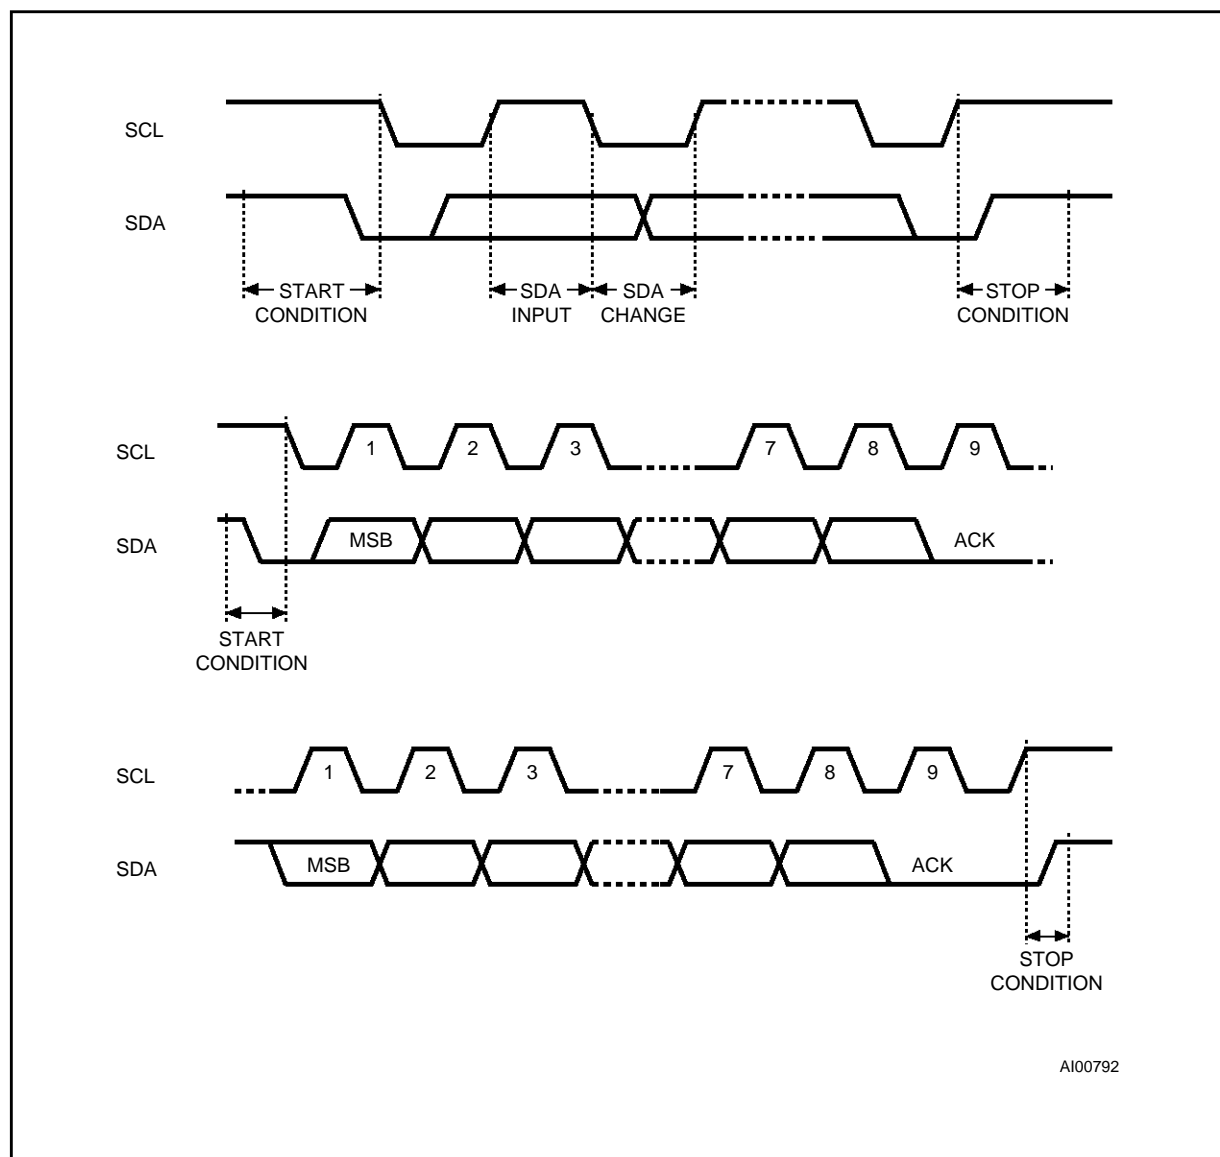 SCL
SDA
START SDA SDA STOP
CONDITION INPUT CHANGE CONDITION
SCL 1 2 3 7 8 9
SDA MSB ACK
START
CONDITION
SCL 1 2 3 7 8 9
SDA MSB ACK
STOP
CONDITION
AI00792